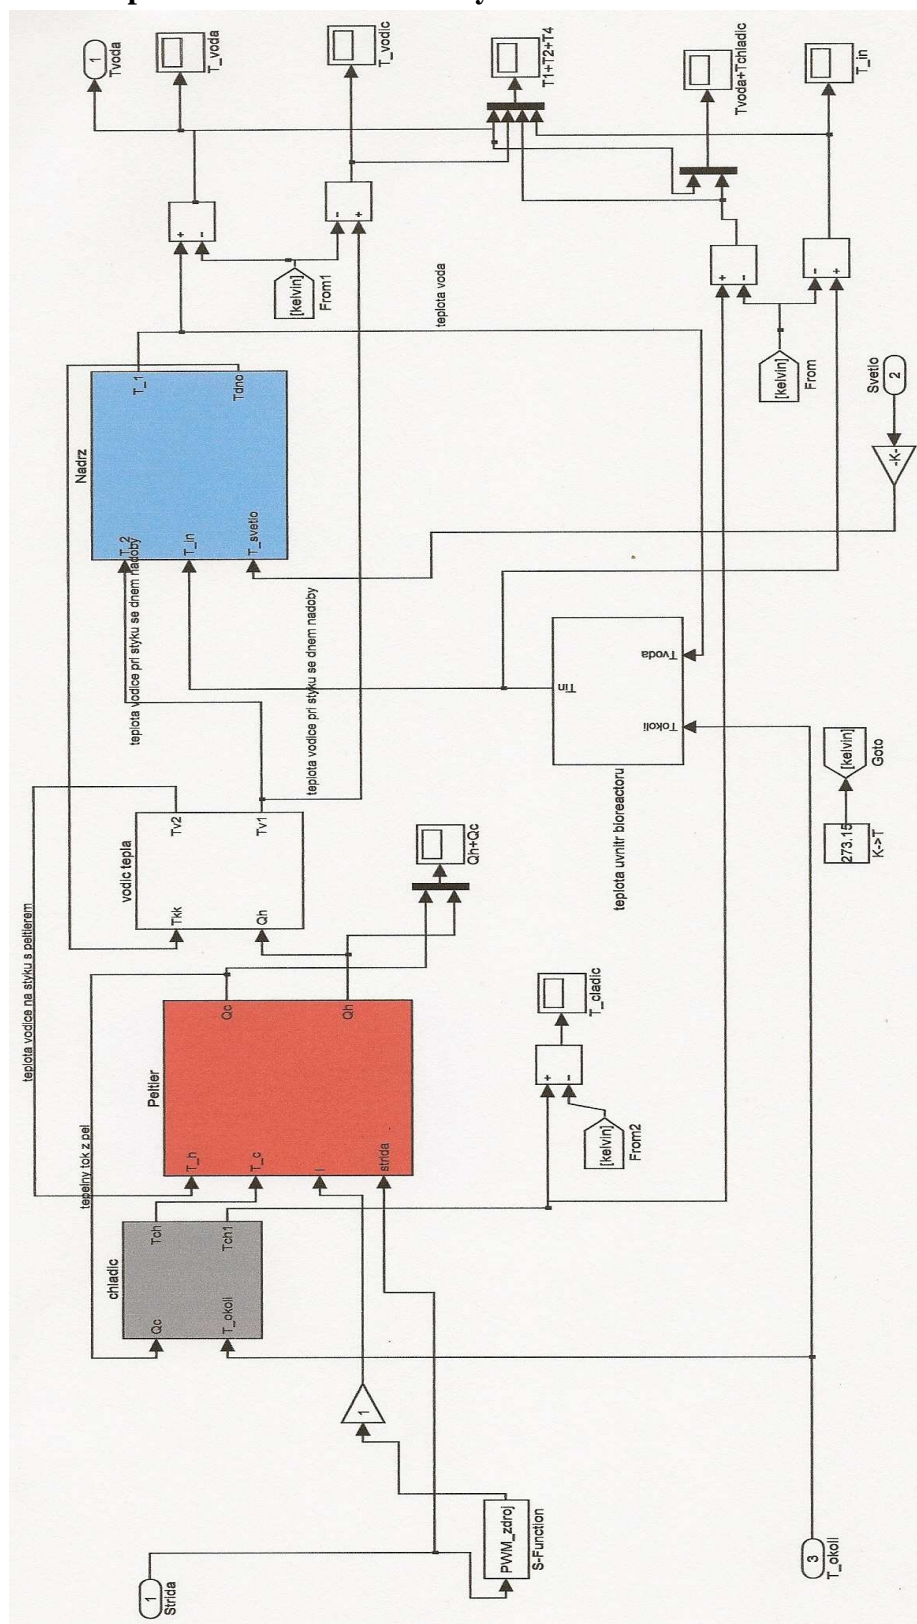 1
Tvoda
T_voda
T_vodic
T1+T2+T4
Tvoda+Tchladic
T_in
+
-
-
+
[kelvin]
From1
+
-
-
+
[kelvin]
From
teplota voda
Nadrz
T_1
Tdno
T_2
T_in
T_svetlo
2
Svetlo
-K-
teplota vodice pri styku se dnem nadoby
teplota vodice pri styku se dnem nadoby
vodic tepla
Tv2
Tv1
Tkk
Qh
Tvoda
Tin
Tokoli
teplota uvnitr bioreactoru
[kelvin]
Goto
273.15
K->T
Qh+Qc
teplota vodice na styku s peltierem
Peltier
Qc
Qh
T_h
T_c
I
strida
T_cladic
+
-
[kelvin]
From2
tepelny tok z pel
chladic
Tch
Tch1
Qc
T_okoli
1
PWM_zdroj
S-Function
1
Strida
3
T_okoli